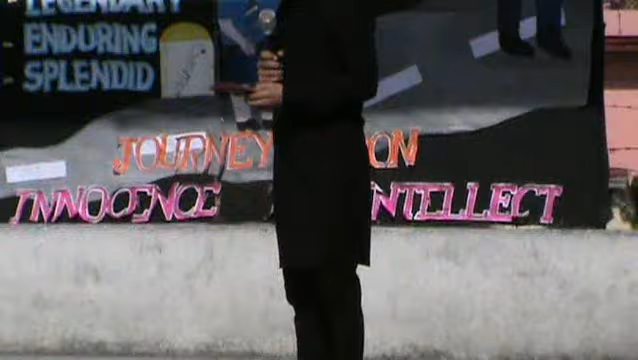 LEGENDARY
- ENDURING
- SPLENDID
JOURNEY ON
INNOCENCE INTELLECT